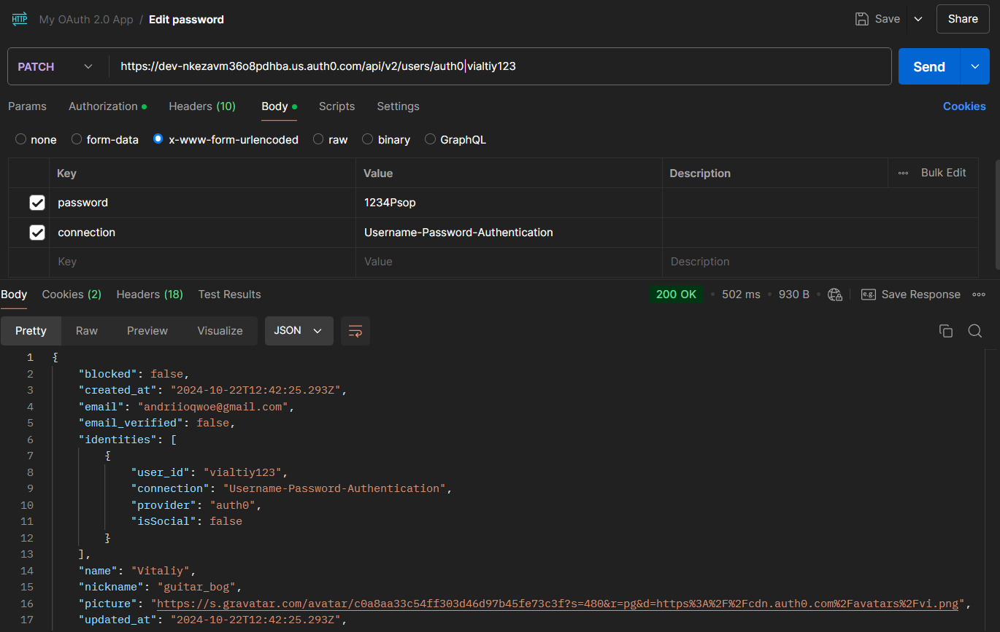 HTTP My OAuth 2.0 App / Edit password Save Share
PATCH https://dev-nkezavm36o8pdhba.us.auth0.com/api/v2/users/auth0|vialtiy123 Send
Params Authorization Headers (10) Body Scripts Settings Cookies
none form-data x-www-form-urlencoded raw binary GraphQL
Key Value Description Bulk Edit
password 1234Psop
connection Username-Password-Authentication
Key Value Description
Body Cookies (2) Headers (18) Test Results 200 OK 502 ms 930 B e.g. Save Response
Pretty Raw Preview Visualize JSON
1 {
2 "blocked": false,
3 "created_at": "2024-10-22T12:42:25.293Z",
4 "email": "andriioqwoe@gmail.com",
5 "email_verified": false,
6 "identities": [
7 {
8 "user_id": "vialtiy123",
9 "connection": "Username-Password-Authentication",
10 "provider": "auth0",
11 "isSocial": false
12 }
13 ],
14 "name": "Vitaliy",
15 "nickname": "guitar_bog",
16 "picture": "https://s.gravatar.com/avatar/c0a8aa33c54ff303d46d97b45fe73c3f?s=480&r=pg&d=https%3A%2F%2Fcdn.auth0.com%2Favatars%2Fvi.png",
17 "updated_at": "2024-10-22T12:42:25.293Z",